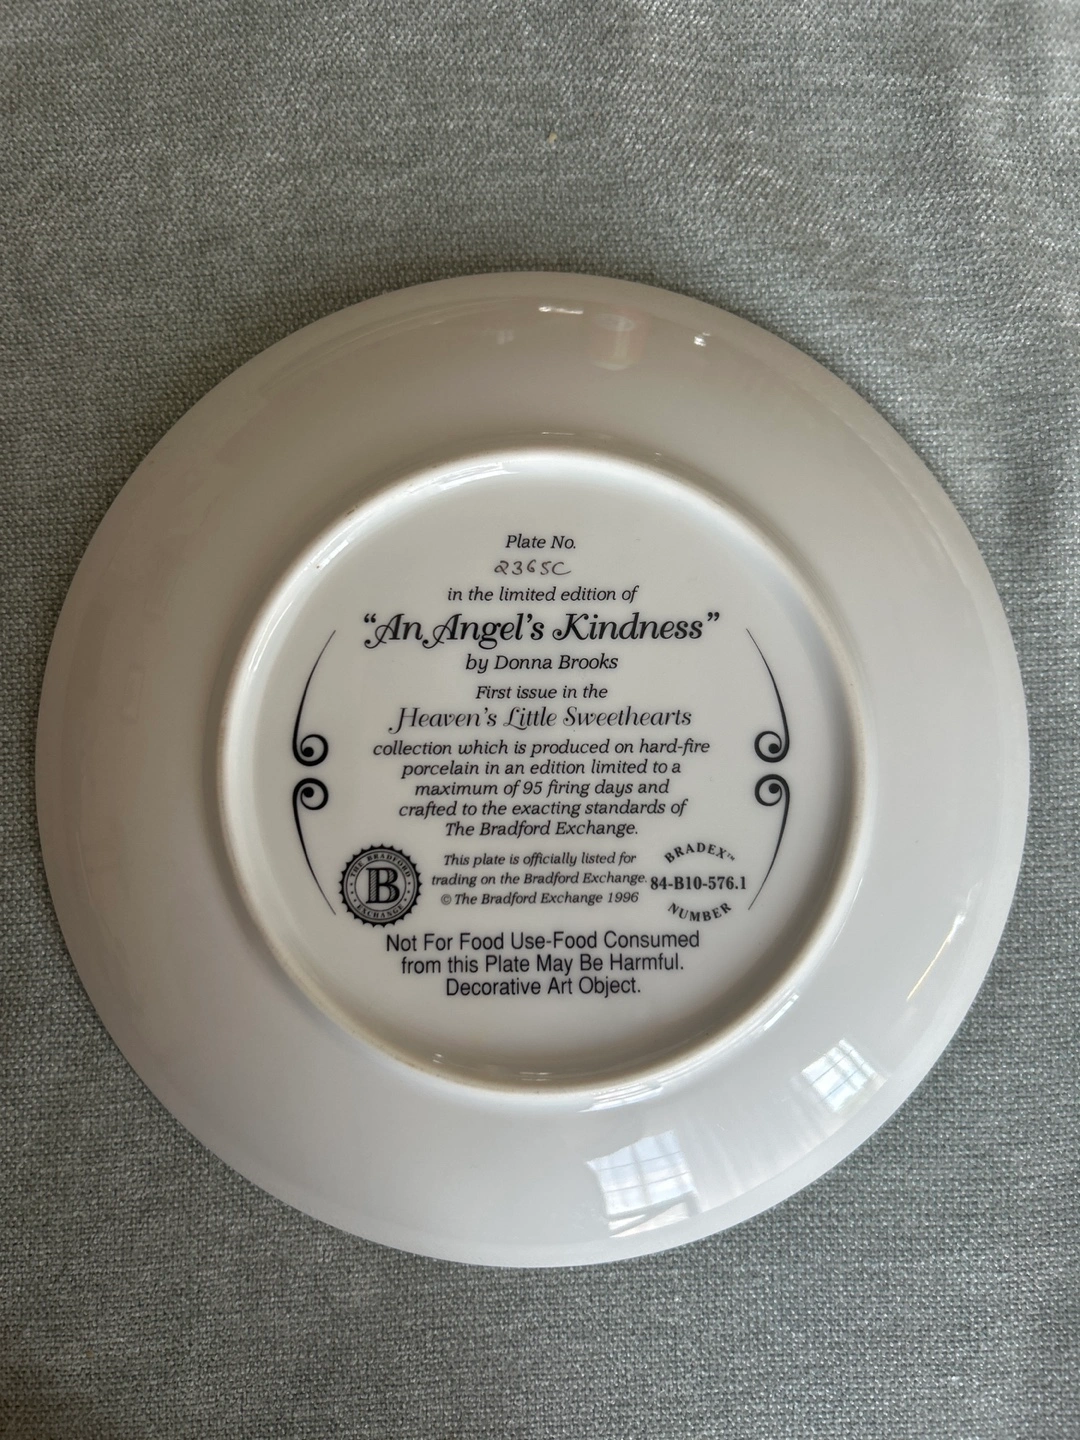 Plate No.
2365C
in the limited edition of
“An Angel’s Kindness”
by Donna Brooks
First issue in the
Heaven’s Little Sweethearts
collection which is produced on hard-fire
porcelain in an edition limited to a
maximum of 95 firing days and
crafted to the exacting standards of
The Bradford Exchange.
THE BRADFORD
B
EXCHANGE
This plate is officially listed for
trading on the Bradford Exchange.
© The Bradford Exchange 1996
BRADEX™
84-B10-576.1
NUMBER
Not For Food Use-Food Consumed
from this Plate May Be Harmful.
Decorative Art Object.